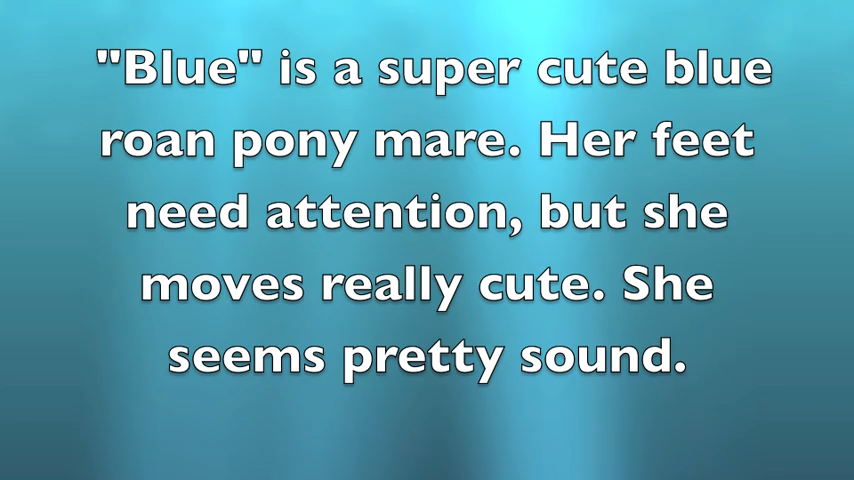 "Blue" is a super cute blue
roan pony mare. Her feet
need attention, but she
moves really cute. She
seems pretty sound.